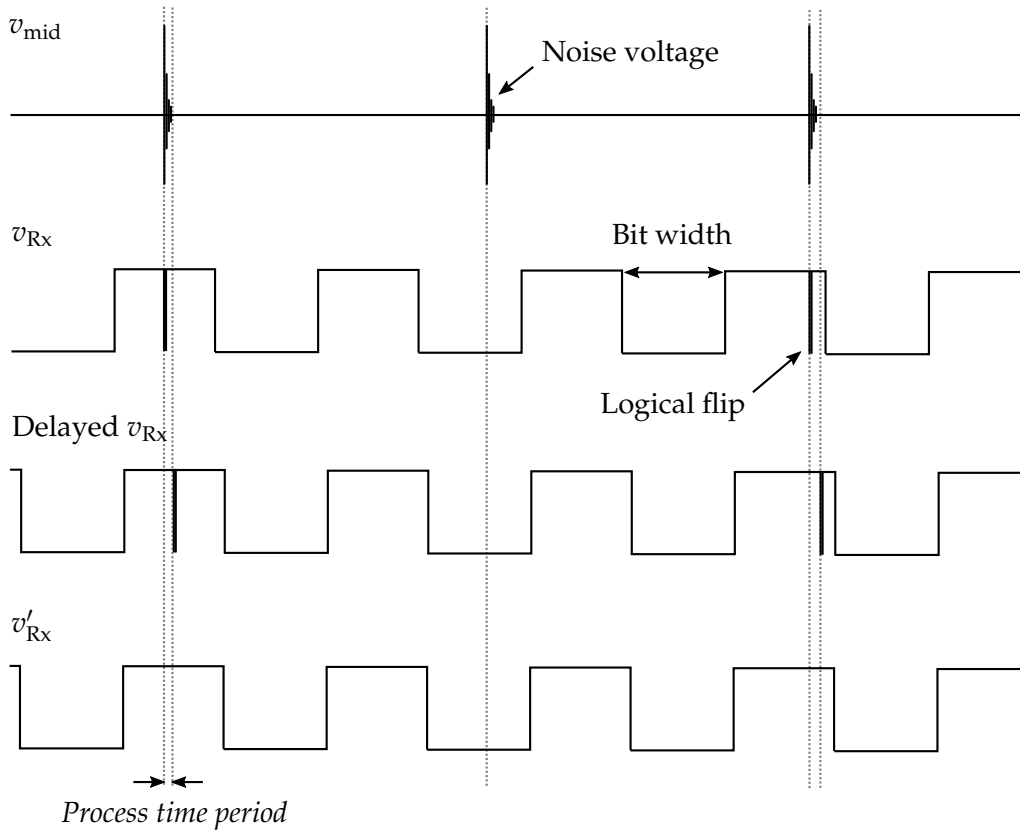 v_mid
Noise voltage
v_Rx
Bit width
Logical flip
Delayed v_Rx
v′_Rx
Process time period